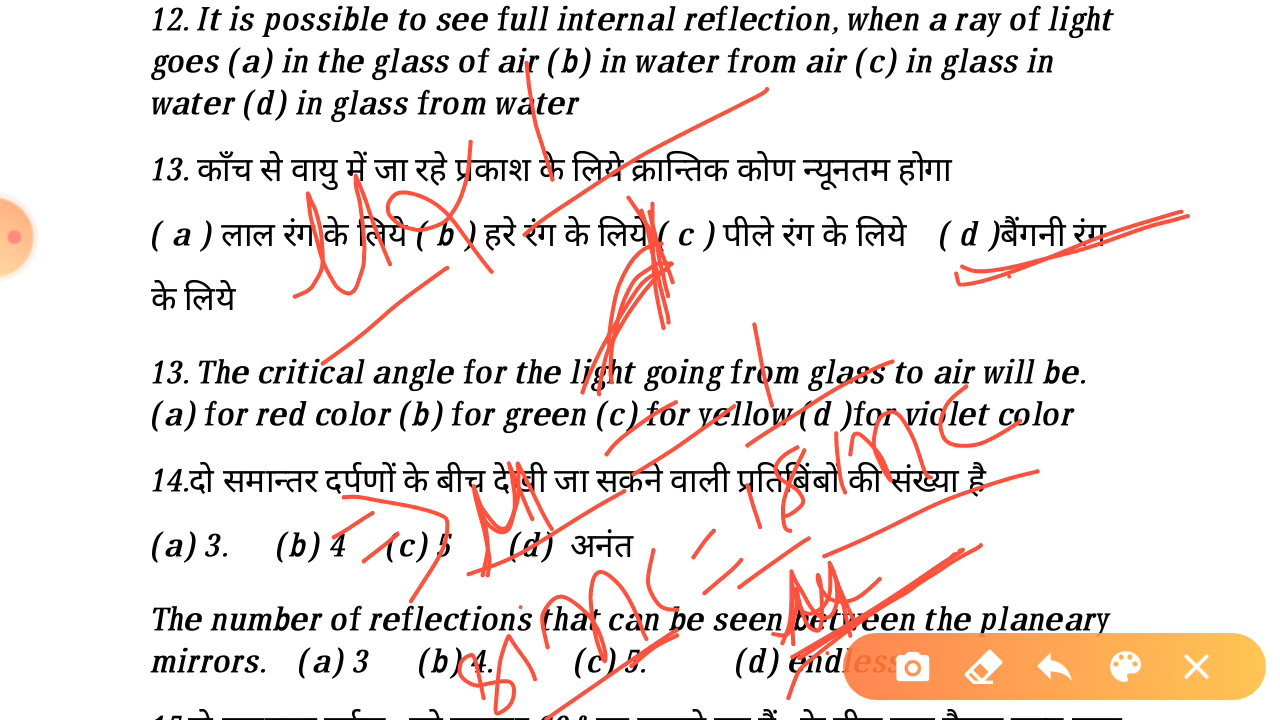 12. It is possible to see full internal reflection, when a ray of light
goes (a) in the glass of air (b) in water from air (c) in glass in
water (d) in glass from water
13. काँच से वायु में जा रहे प्रकाश के लिये क्रान्तिक कोण न्यूनतम होगा
( a ) लाल रंग के लिये ( b ) हरे रंग के लिये ( c ) पीले रंग के लिये ( d )बैंगनी रंग
के लिये
13. The critical angle for the light going from glass to air will be.
(a) for red color (b) for green (c) for yellow (d )for violet color
14.दो समान्तर दर्पणों के बीच देखी जा सकने वाली प्रतिबिंबों की संख्या है
(a) 3. (b) 4 (c) 5 (d) अनंत
The number of reflections that can be seen between the planeary
mirrors. (a) 3 (b) 4. (c) 5. (d) endless